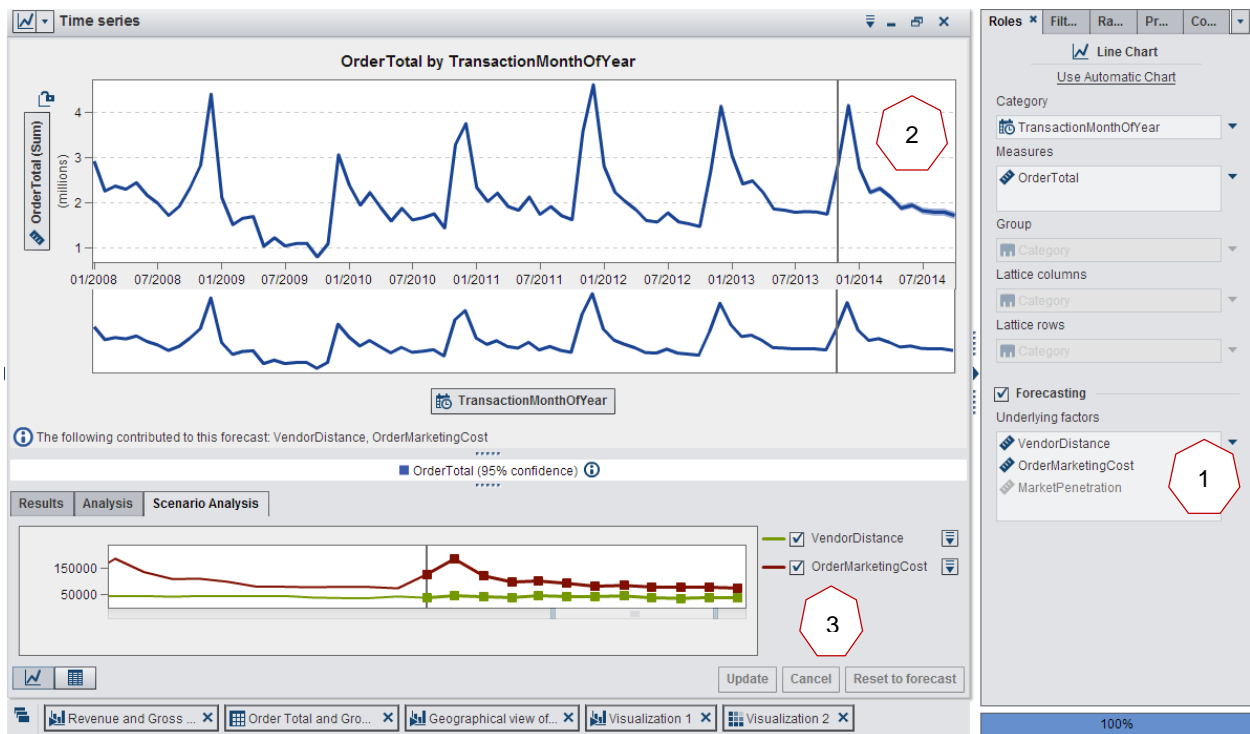 Time series
OrderTotal by TransactionMonthOfYear
OrderTotal (Sum)
(millions)
4
3
2
1
2
01/2008 07/2008 01/2009 07/2009 01/2010 07/2010 01/2011 07/2011 01/2012 07/2012 01/2013 07/2013 01/2014 07/2014
TransactionMonthOfYear
The following contributed to this forecast: VendorDistance, OrderMarketingCost
OrderTotal (95% confidence)
Results Analysis Scenario Analysis
150000
50000
VendorDistance
OrderMarketingCost
3
Update Cancel Reset to forecast
Revenue and Gross ... Order Total and Gro... Geographical view of... Visualization 1 Visualization 2
Roles Filt... Ra... Pr... Co...
Line Chart
Use Automatic Chart
Category
TransactionMonthOfYear
Measures
OrderTotal
Group
Category
Lattice columns
Category
Lattice rows
Category
Forecasting
Underlying factors
VendorDistance
OrderMarketingCost
MarketPenetration
1
100%